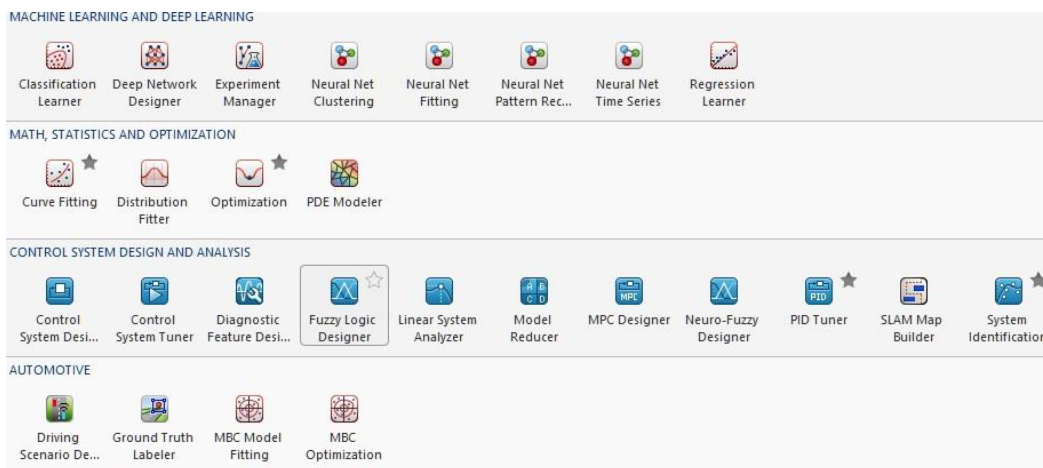 MACHINE LEARNING AND DEEP LEARNING
Classification Deep Network Experiment Neural Net Neural Net Neural Net Neural Net Regression
Learner Designer Manager Clustering Fitting Pattern Rec... Time Series Learner
MATH, STATISTICS AND OPTIMIZATION
Curve Fitting Distribution Optimization PDE Modeler
Fitter
CONTROL SYSTEM DESIGN AND ANALYSIS
A B
C D
MPC
PID
Control Control Diagnostic Fuzzy Logic Linear System Model MPC Designer Neuro-Fuzzy PID Tuner SLAM Map System
System Desi... System Tuner Feature Desi... Designer Analyzer Reducer Designer Builder Identification
AUTOMOTIVE
Driving Ground Truth MBC Model MBC
Scenario De... Labeler Fitting Optimization